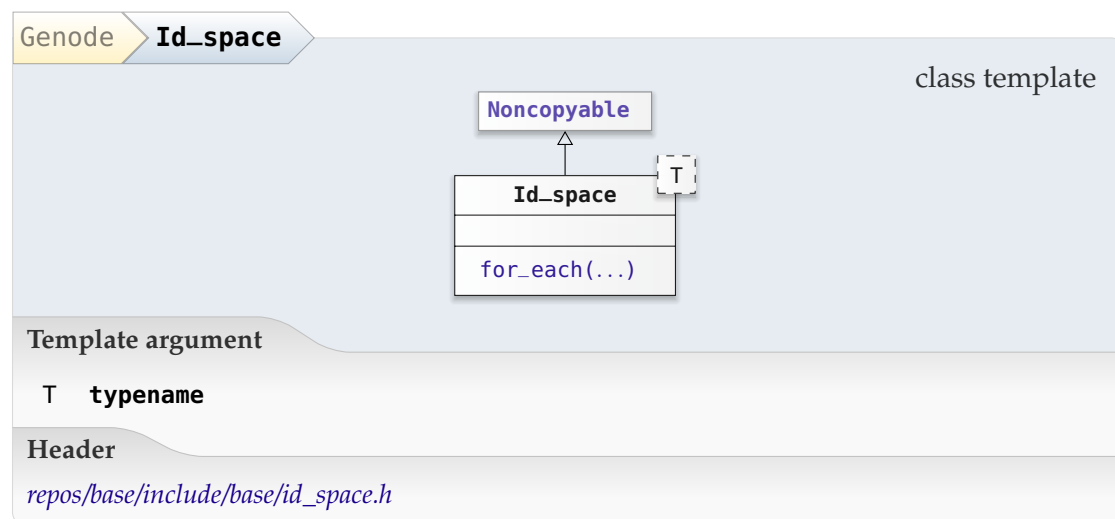 Genode Id_space
class template
Noncopyable
T
Id_space
for_each(...)
Template argument
T typename
Header
repos/base/include/base/id_space.h